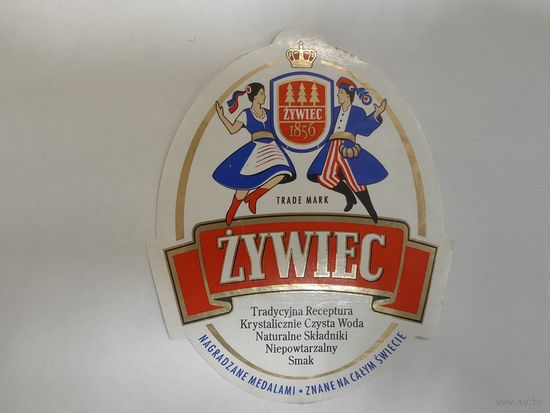 ŻYWIEC
1856
TRADE MARK
ŻYWIEC
Tradycyjna Receptura
Krystalicznie Czysta Woda
Naturalne Składniki
Niepowtarzalny
Smak
NAGRADZANE MEDALAMI • ZNANE NA CAŁYM ŚWIECIE
www.ay.by